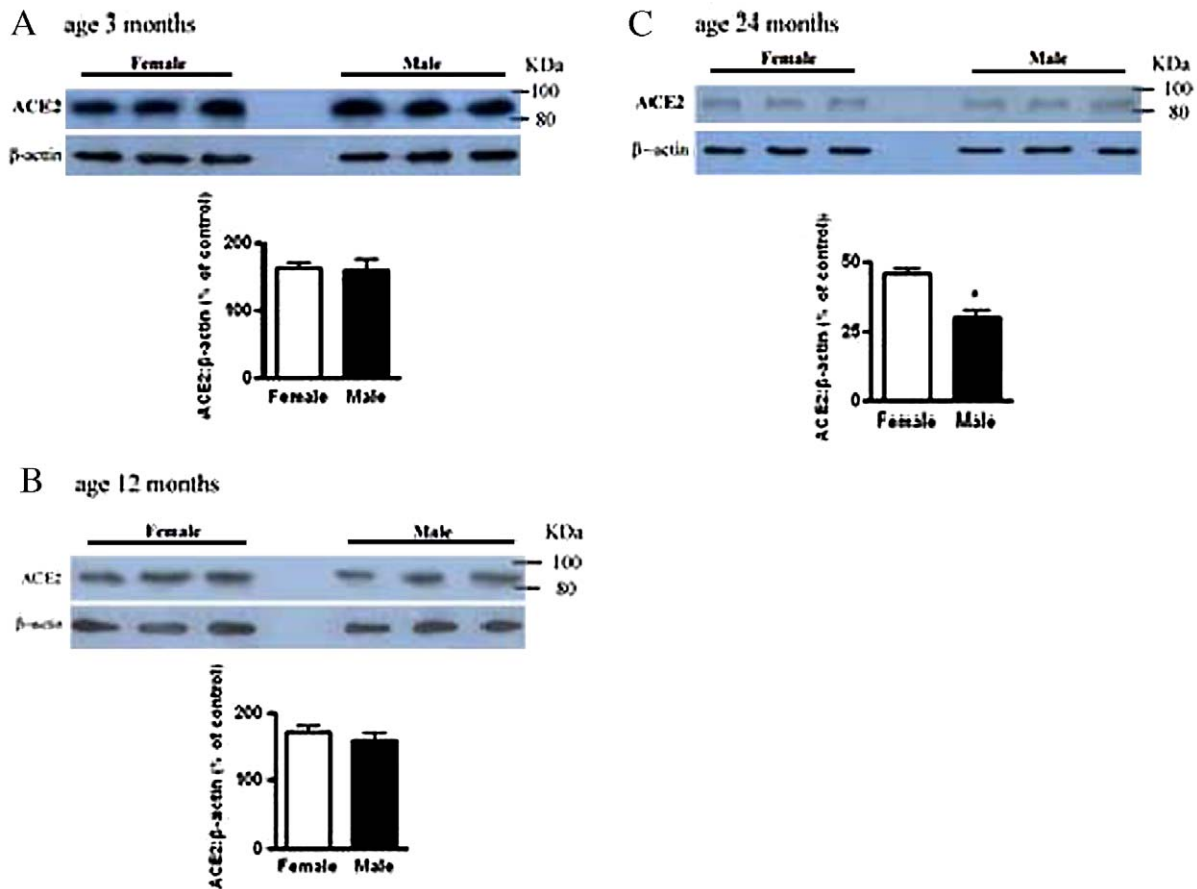 A age 3 months
Female Male KDa
ACE2 100
80
β-actin
ACE2:β-actin (% of control)
200
100
0
Female Male
B age 12 months
Female Male KDa
ACE2 100
80
β-actin
ACE2:β-actin (% of control)
200
100
0
Female Male
C age 24 months
Female Male KDa
ACE2 100
80
β-actin
ACE2:β-actin (% of control)
50
25
0
Female Male